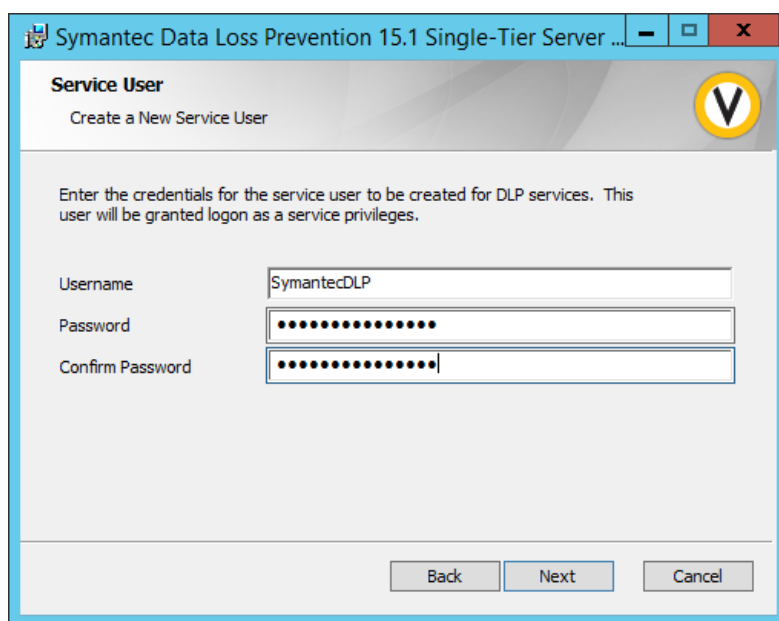 Symantec Data Loss Prevention 15.1 Single-Tier Server ...
Service User
Create a New Service User
Enter the credentials for the service user to be created for DLP services. This
user will be granted logon as a service privileges.
Username
SymantecDLP
Password
●●●●●●●●●●●●●●●
Confirm Password
●●●●●●●●●●●●●●●
Back
Next
Cancel